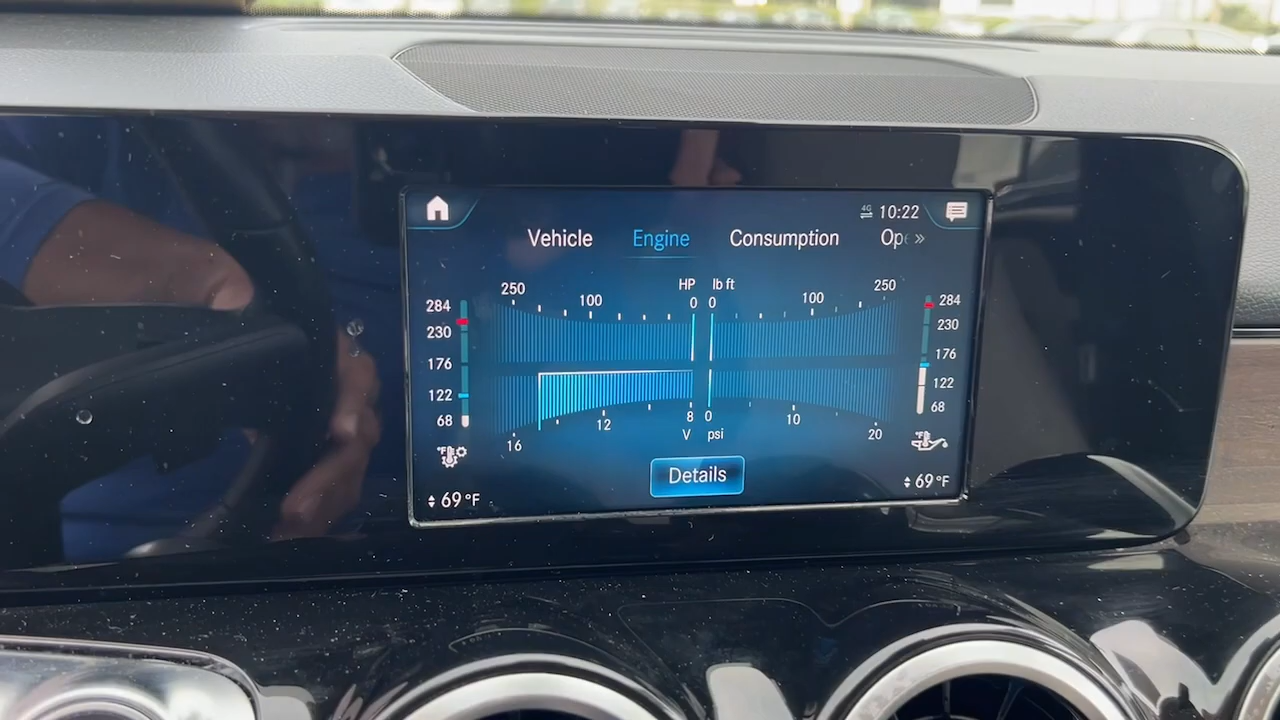 4G 10:22
Vehicle Engine Consumption Ope »
250 100 HP 0 0 lb ft 100 250
284 230 176 122 68
284 230 176 122 68
16 12 8 V 0 psi 10 20
°F °F
Details
69 °F 69 °F